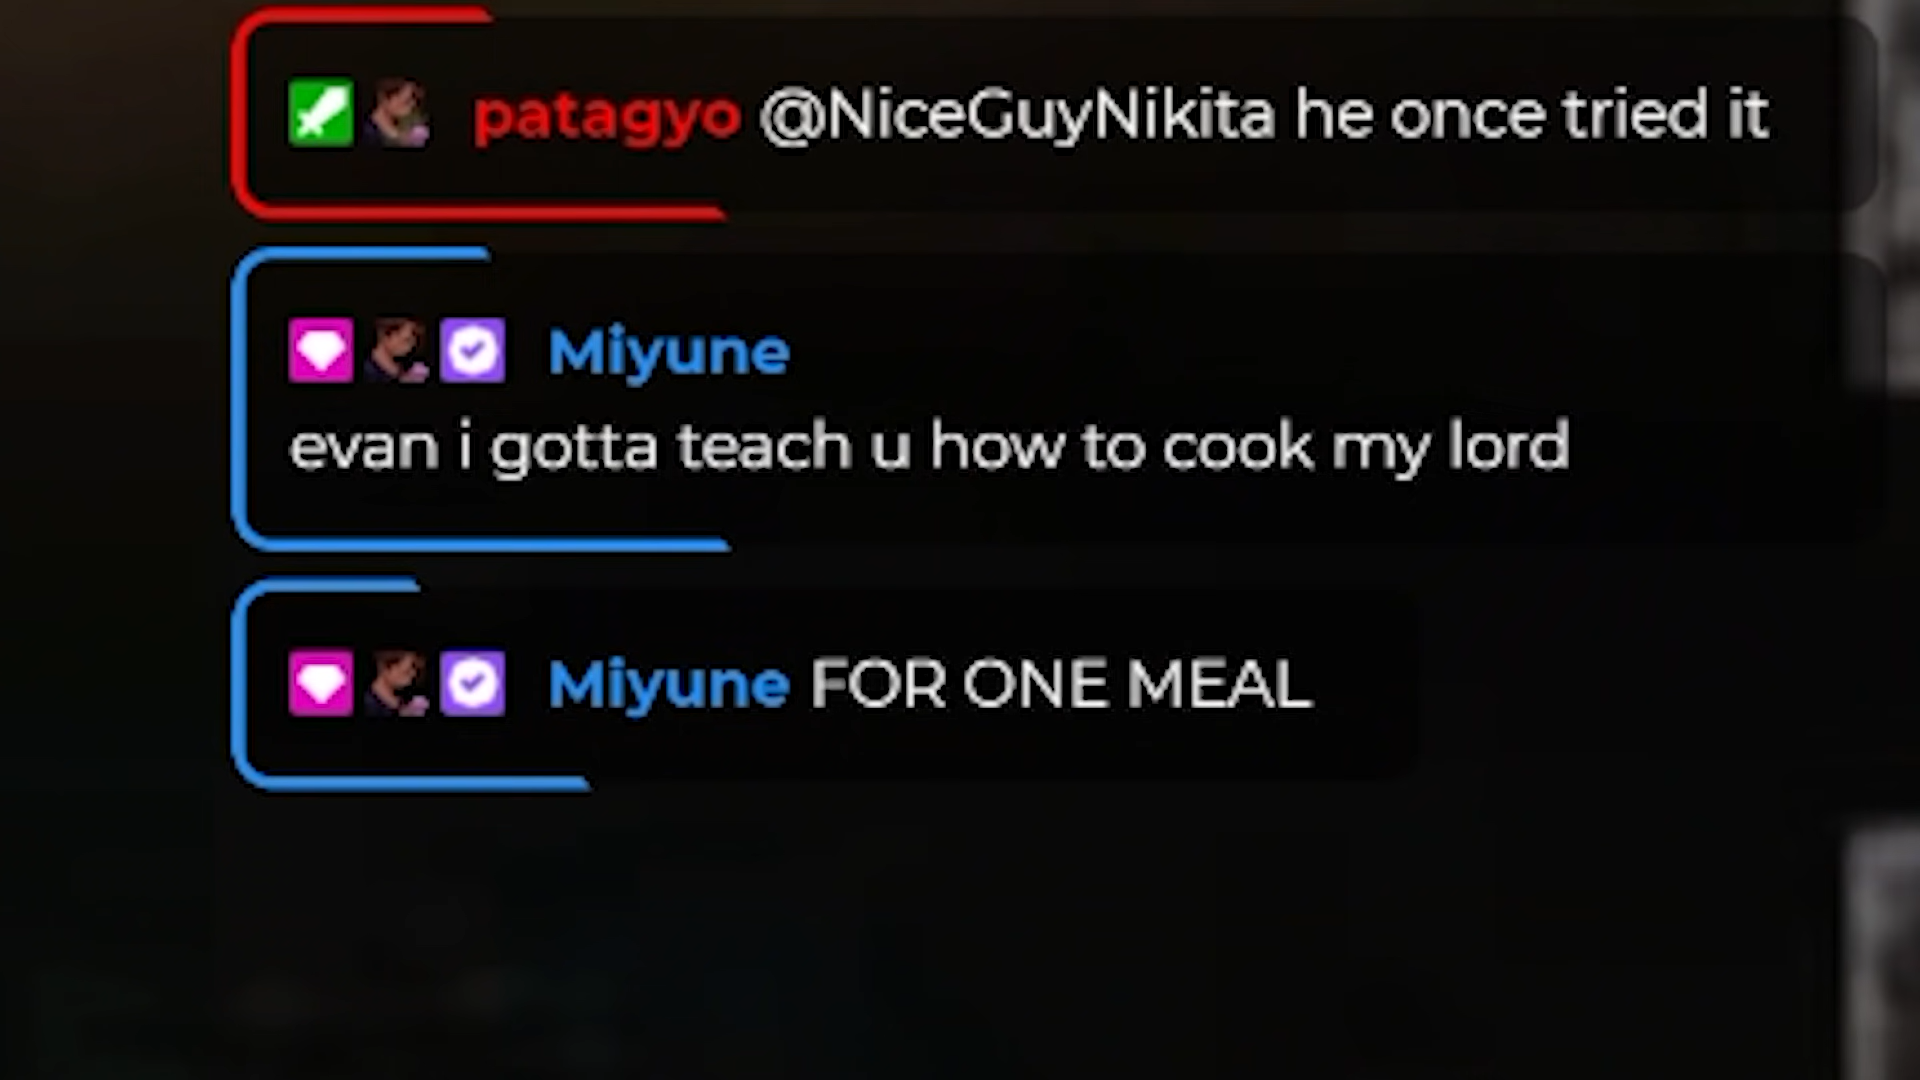 patagyo @NiceGuyNikita he once tried it
Miyune
evan i gotta teach u how to cook my lord
Miyune FOR ONE MEAL